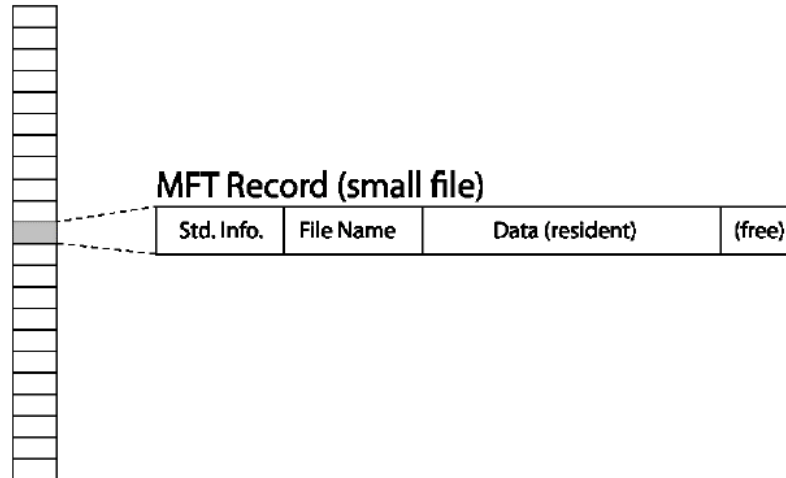 MFT Record (small file)
Std. Info. File Name Data (resident) (free)